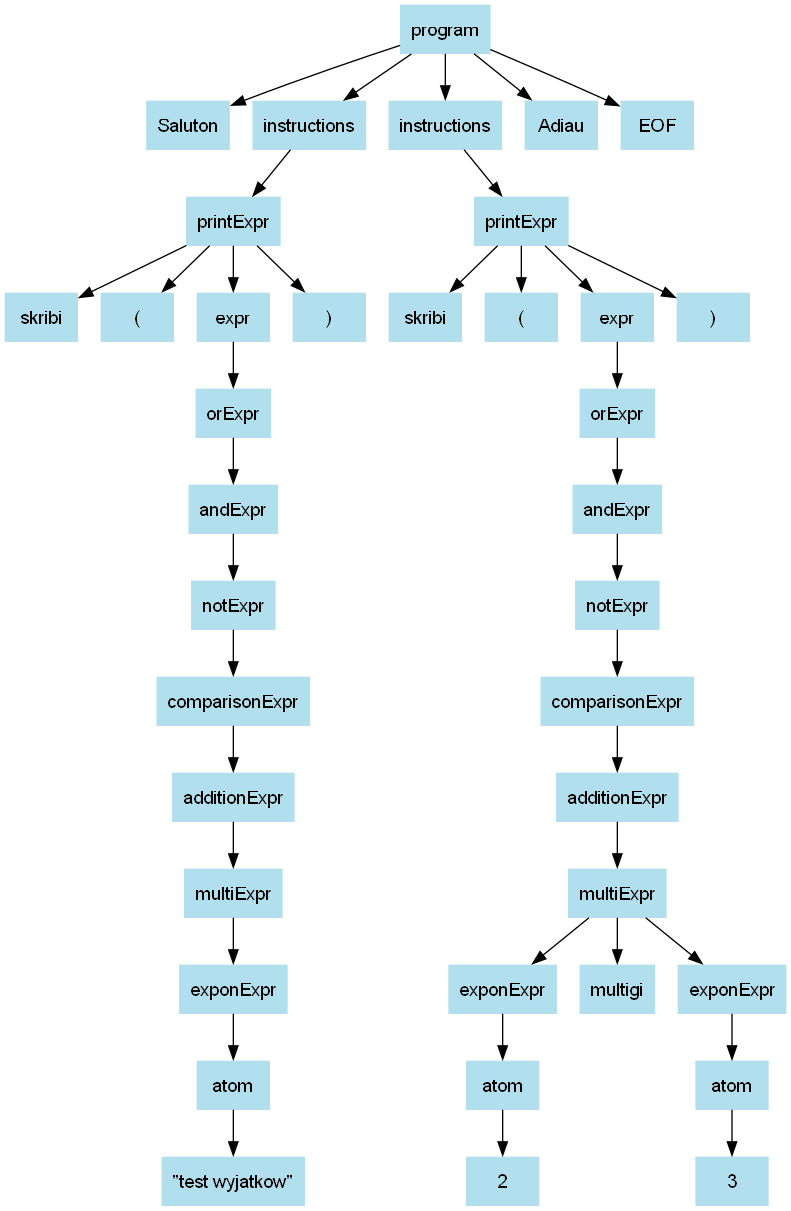 program
Saluton instructions instructions Adiau EOF
printExpr printExpr
skribi ( expr ) skribi ( expr )
orExpr orExpr
andExpr andExpr
notExpr notExpr
comparisonExpr comparisonExpr
additionExpr additionExpr
multiExpr multiExpr
exponExpr exponExpr multigi exponExpr
atom atom atom
"test wyjatkow" 2 3